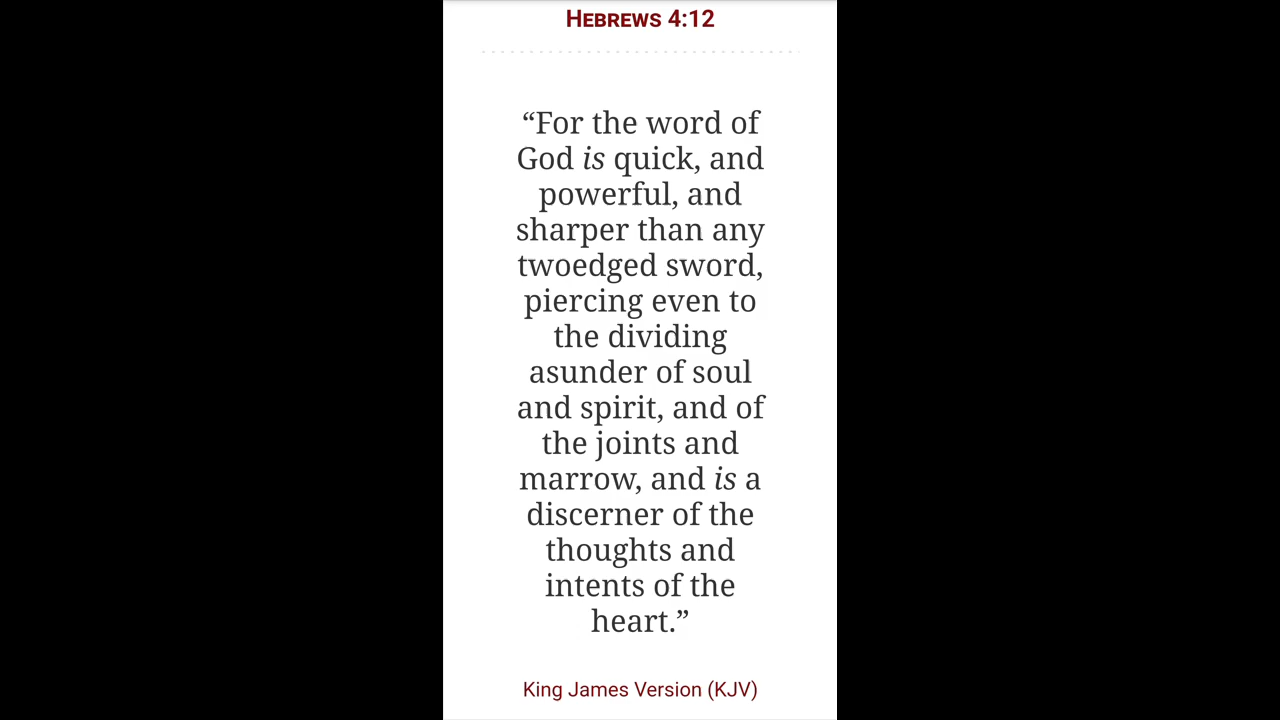 HEBREWS 4:12
“For the word of
God is quick, and
powerful, and
sharper than any
twoedged sword,
piercing even to
the dividing
asunder of soul
and spirit, and of
the joints and
marrow, and is a
discerner of the
thoughts and
intents of the
heart.”
King James Version (KJV)